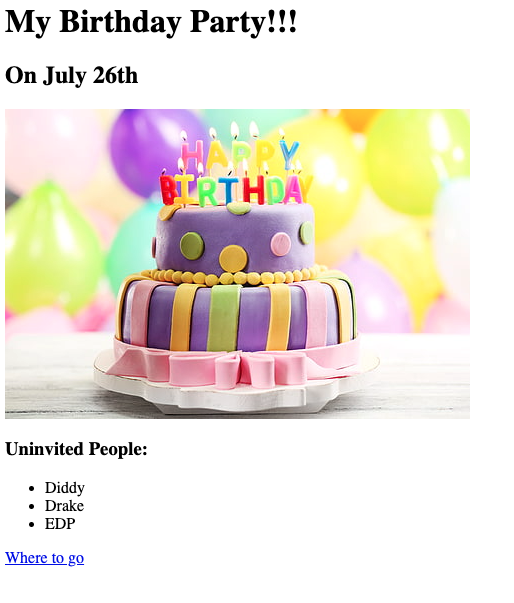 My Birthday Party!!!
On July 26th
HAPPY
BIRTHDAY
Uninvited People:
Diddy
Drake
EDP
Where to go